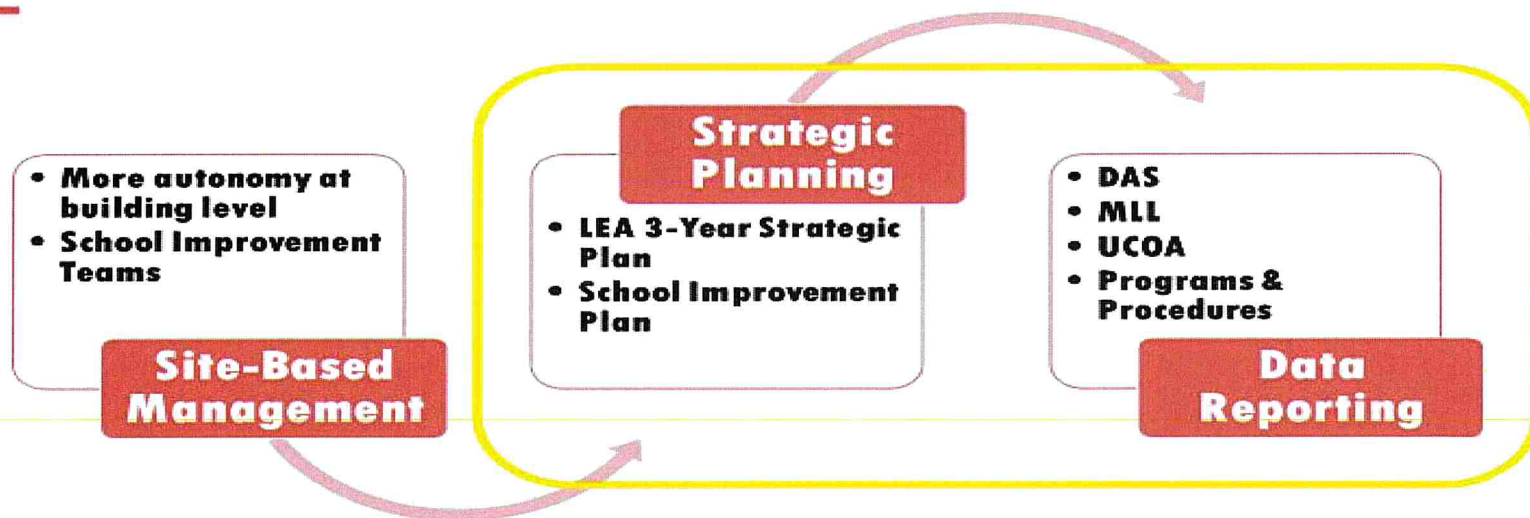 • More autonomy at
building level
• School Improvement
Teams
Site-Based
Management
Strategic
Planning
• LEA 3-Year Strategic
Plan
• School Improvement
Plan
• DAS
• MLL
• UCOA
• Programs &
Procedures
Data
Reporting